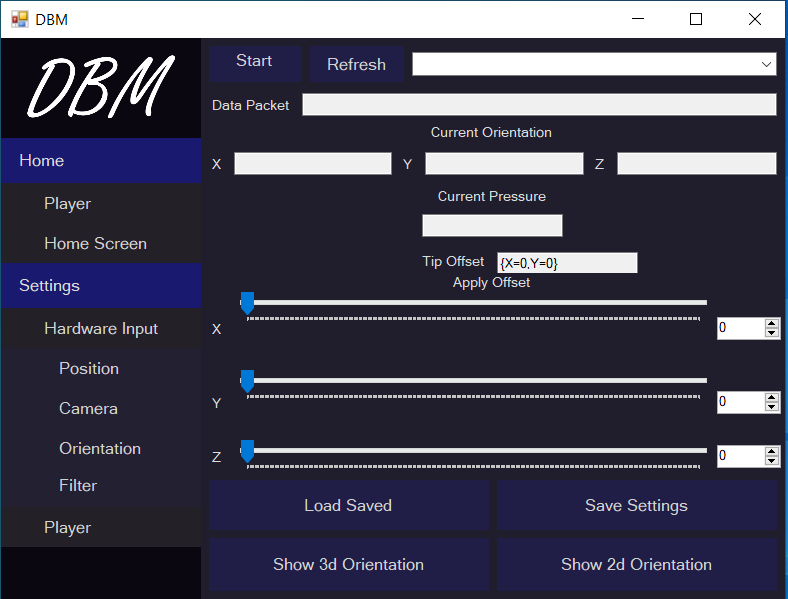 DBM
DBM
Home
Player
Home Screen
Settings
Hardware Input
Position
Camera
Orientation
Filter
Player
Start
Refresh
Data Packet
Current Orientation
X Y Z
Current Pressure
Tip Offset {X=0,Y=0}
Apply Offset
X 0
Y 0
Z 0
Load Saved
Save Settings
Show 3d Orientation
Show 2d Orientation